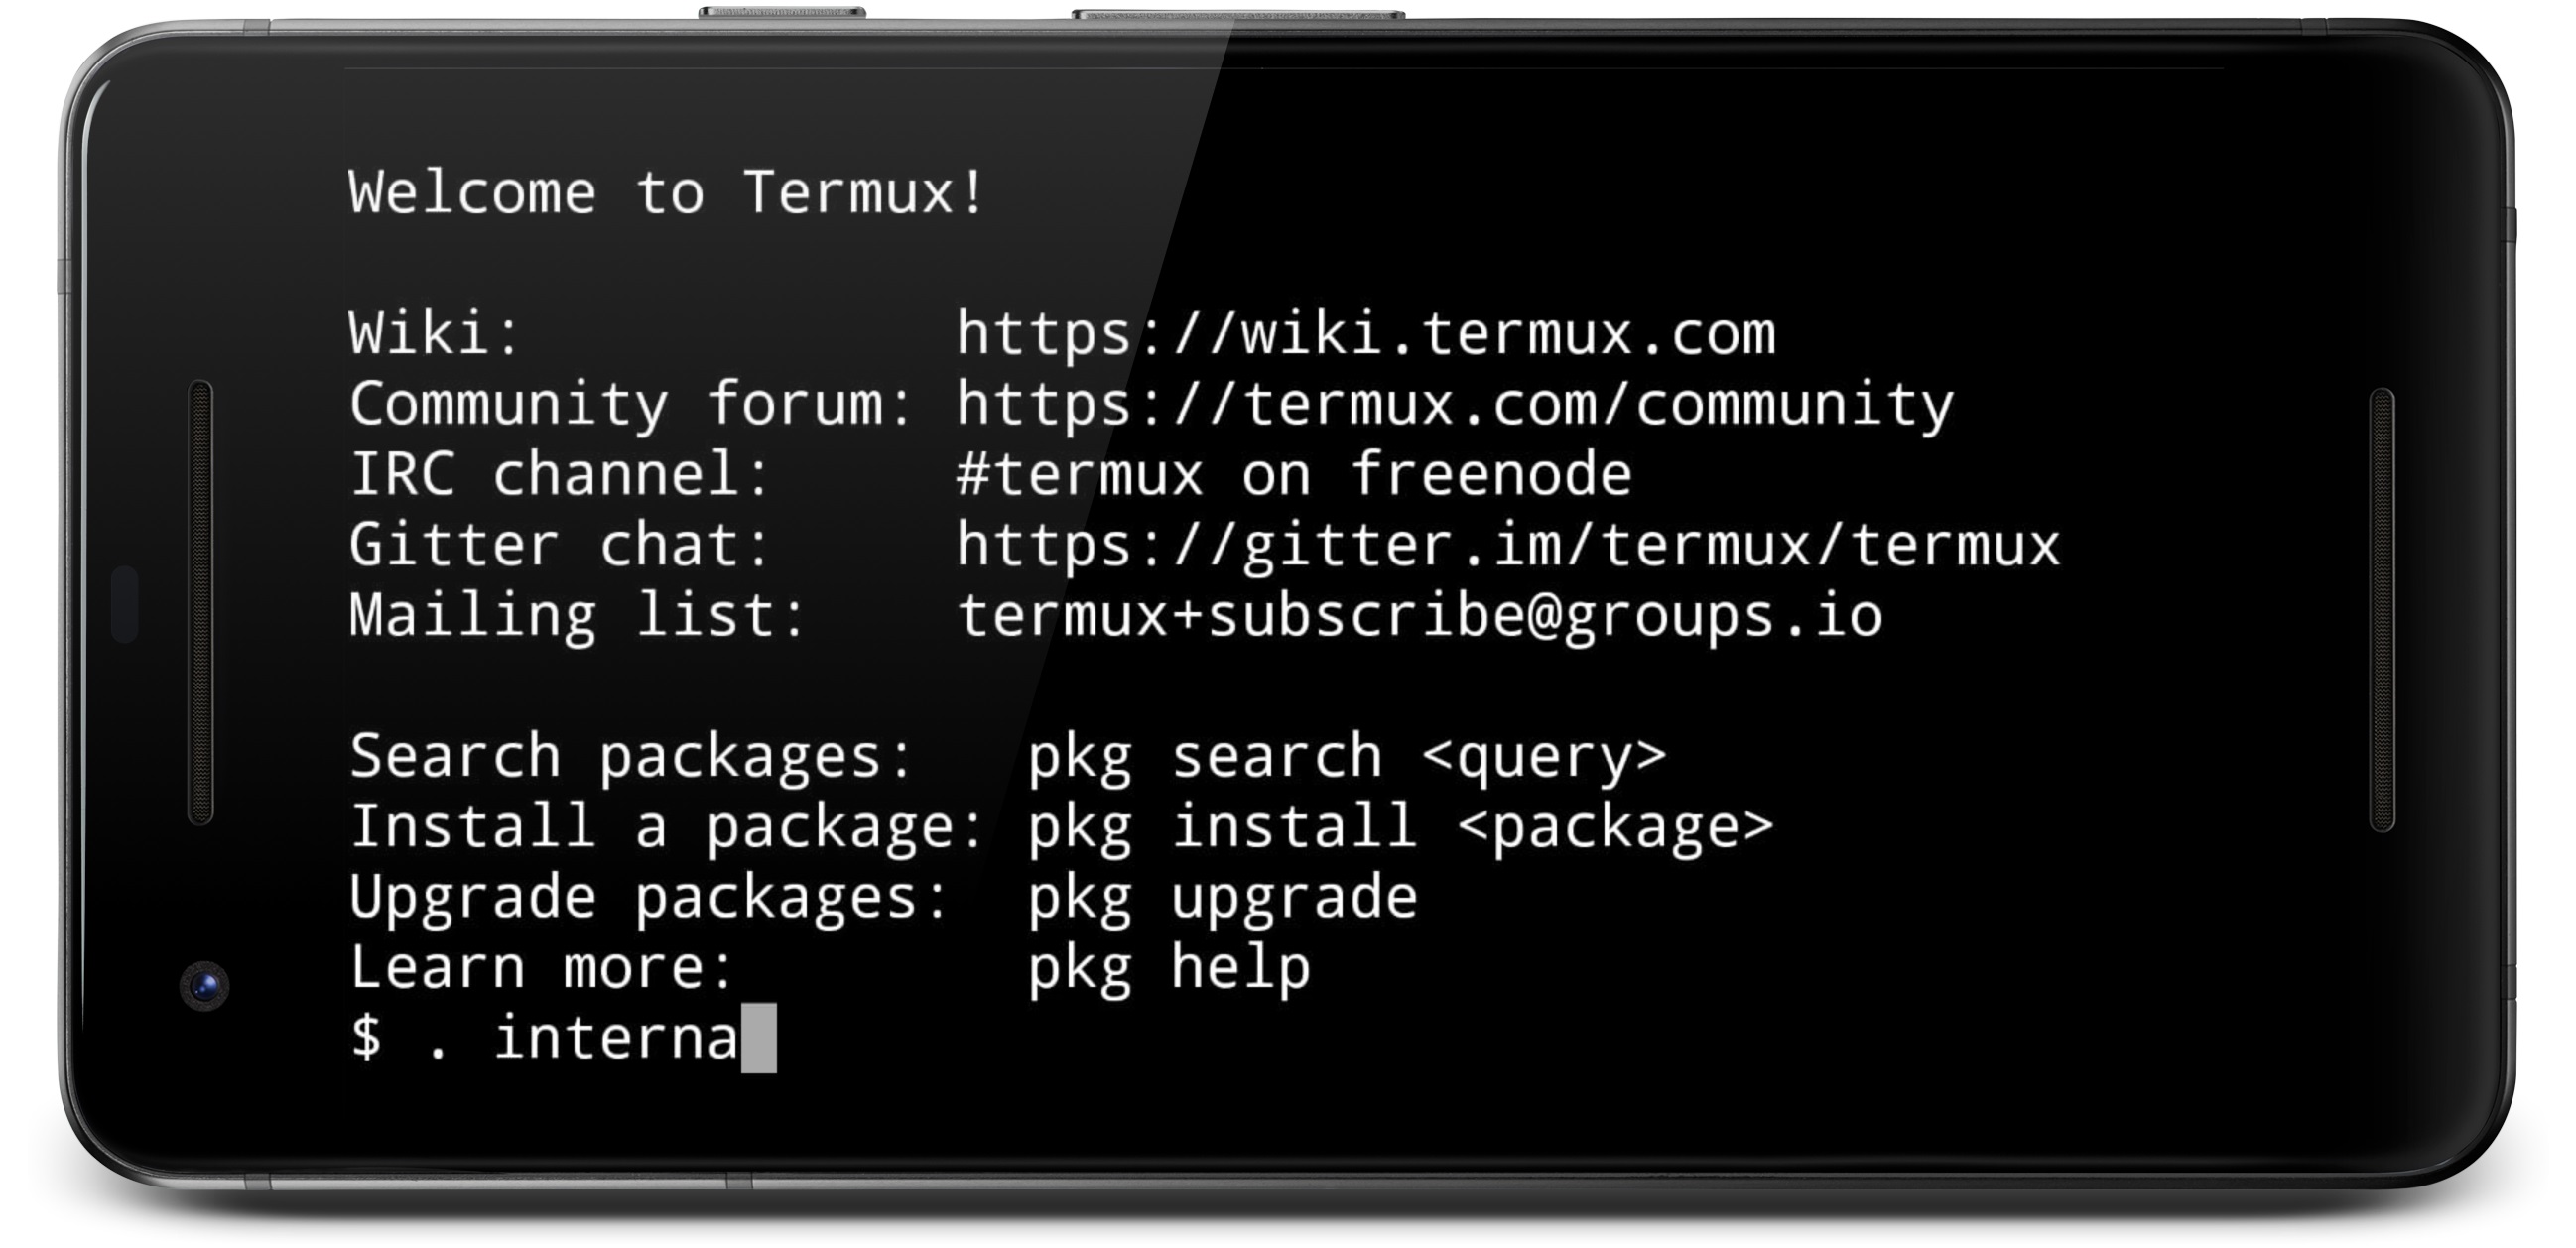 Welcome to Termux!
Wiki: https://wiki.termux.com
Community forum: https://termux.com/community
IRC channel: #termux on freenode
Gitter chat: https://gitter.im/termux/termux
Mailing list: termux+subscribe@groups.io
Search packages: pkg search <query>
Install a package: pkg install <package>
Upgrade packages: pkg upgrade
Learn more: pkg help
$ . interna